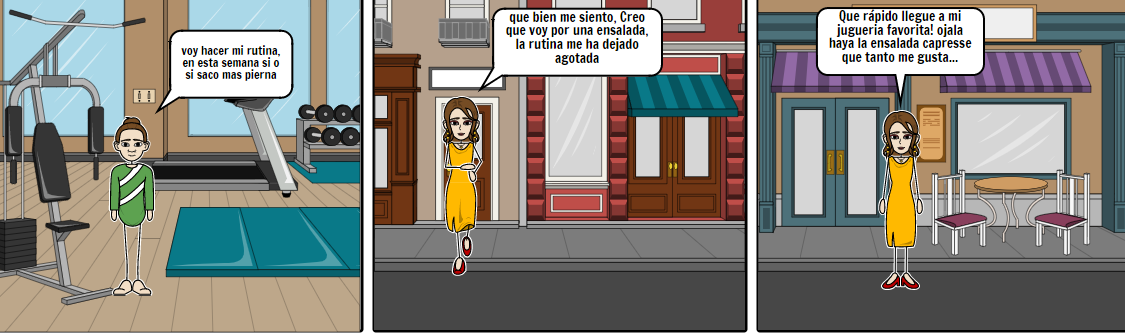 voy hacer mi rutina,
en esta semana si o
si saco mas pierna
que bien me siento, Creo
que voy por una ensalada,
la rutina me ha dejado
agotada
Que rápido llegue a mi
jugueria favorita! ojala
haya la ensalada capresse
que tanto me gusta...